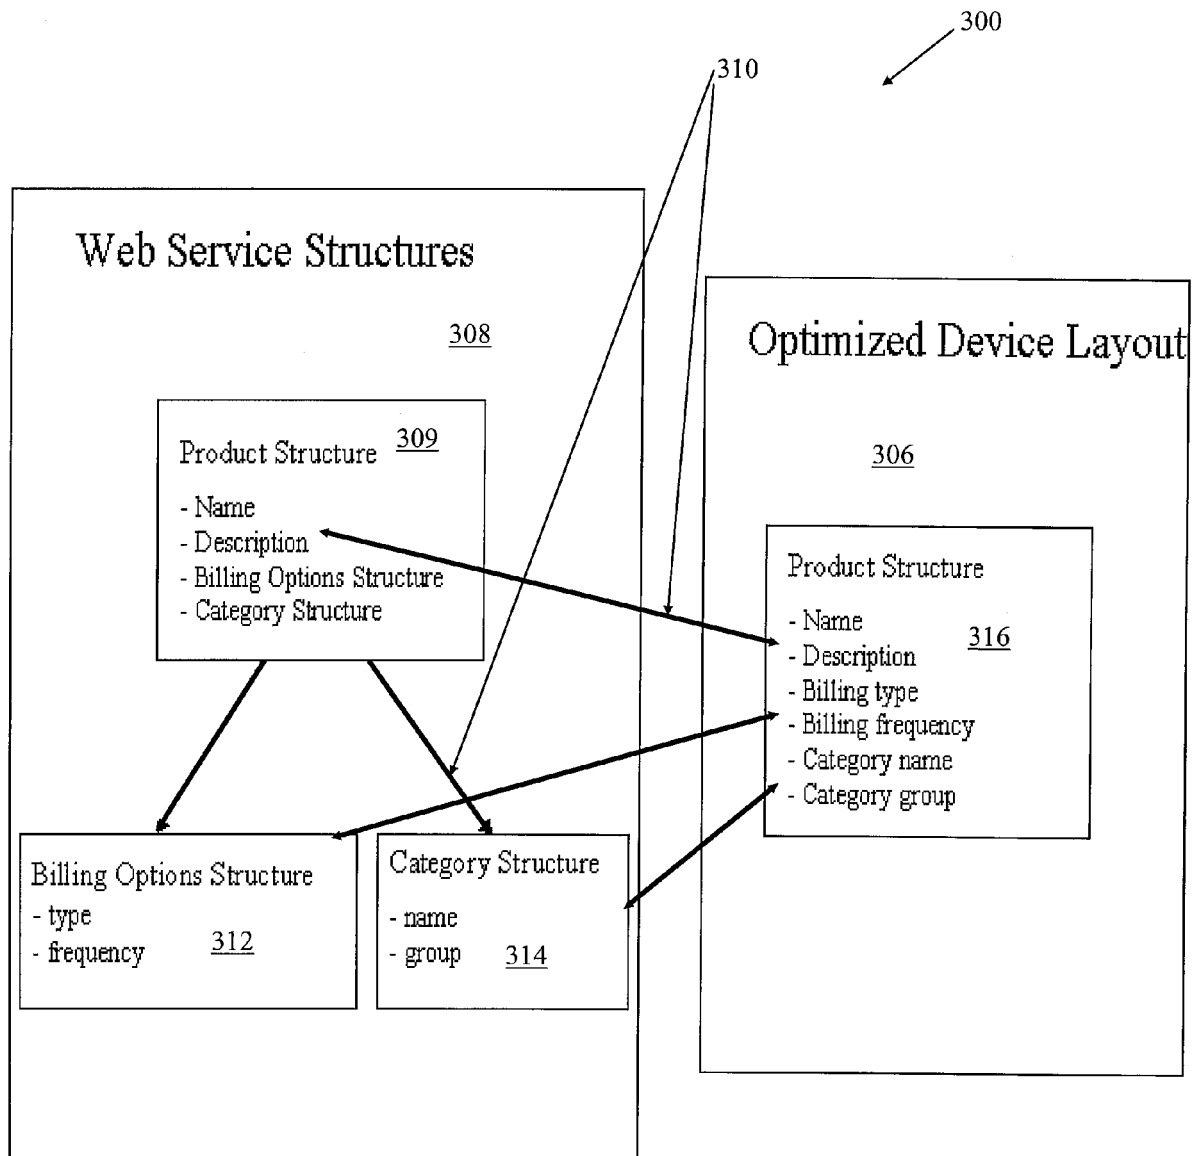 300
310
Web Service Structures
308
Product Structure
309
- Name
- Description
- Billing Options Structure
- Category Structure
Billing Options Structure
- type
- frequency
312
Category Structure
- name
- group
314
Optimized Device Layout
306
Product Structure
- Name
316
- Description
- Billing type
- Billing frequency
- Category name
- Category group